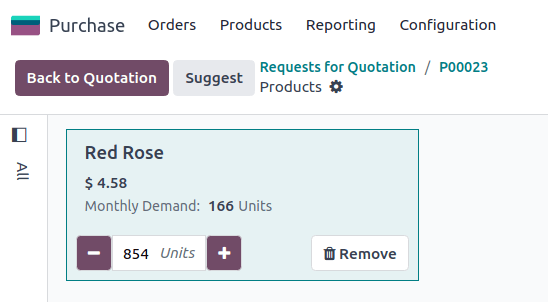 Purchase Orders Products Reporting Configuration
Back to Quotation Suggest Requests for Quotation / P00023
Products
All
Red Rose
$ 4.58
Monthly Demand: 166 Units
− 854 Units + Remove